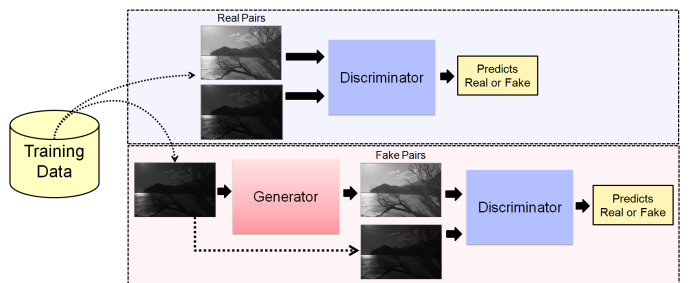 Real Pairs
Discriminator
Predicts
Real or Fake
Training
Data
Fake Pairs
Generator
Discriminator
Predicts
Real or Fake